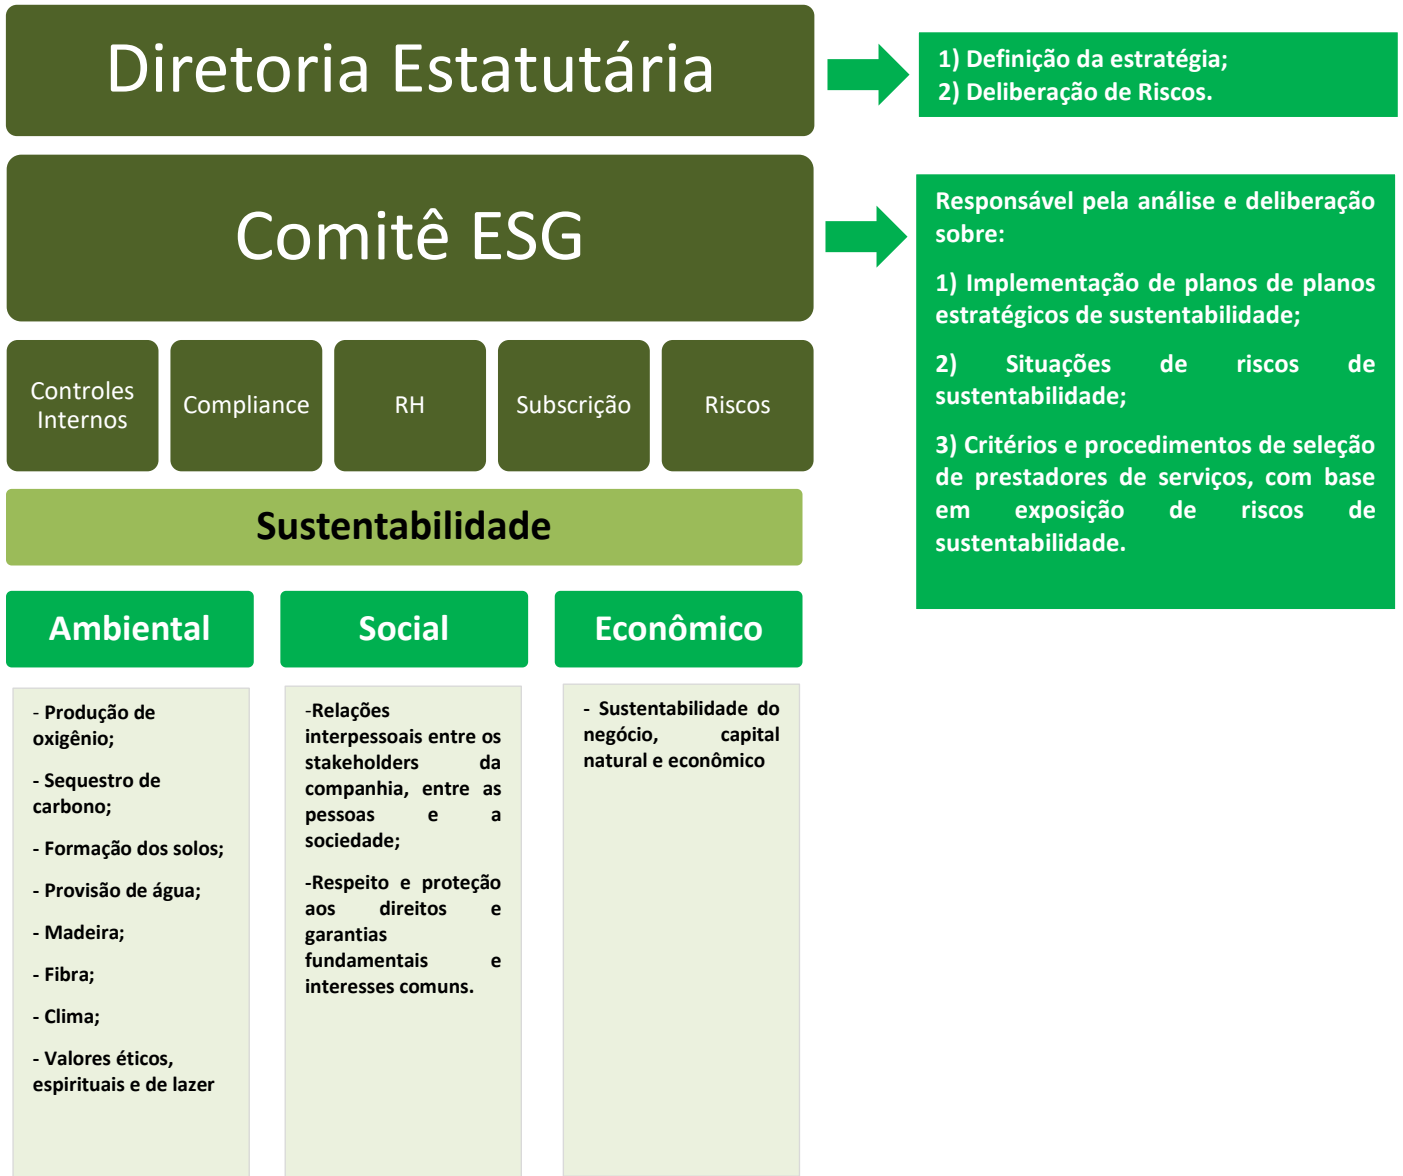 Diretoria Estatutária
1) Definição da estratégia;
2) Deliberação de Riscos.
Comitê ESG
Responsável pela análise e deliberação
sobre:
1) Implementação de planos de planos
estratégicos de sustentabilidade;
2) Situações de riscos de
sustentabilidade;
3) Critérios e procedimentos de seleção
de prestadores de serviços, com base
em exposição de riscos de
sustentabilidade.
Controles
Internos
Compliance
RH
Subscrição
Riscos
Sustentabilidade
Ambiental
- Produção de
oxigênio;
- Sequestro de
carbono;
- Formação dos solos;
- Provisão de água;
- Madeira;
- Fibra;
- Clima;
- Valores éticos,
espirituais e de lazer
Social
-Relações
interpessoais entre os
stakeholders da
companhia, entre as
pessoas e a
sociedade;
-Respeito e proteção
aos direitos e
garantias
fundamentais e
interesses comuns.
Econômico
- Sustentabilidade do
negócio, capital
natural e econômico